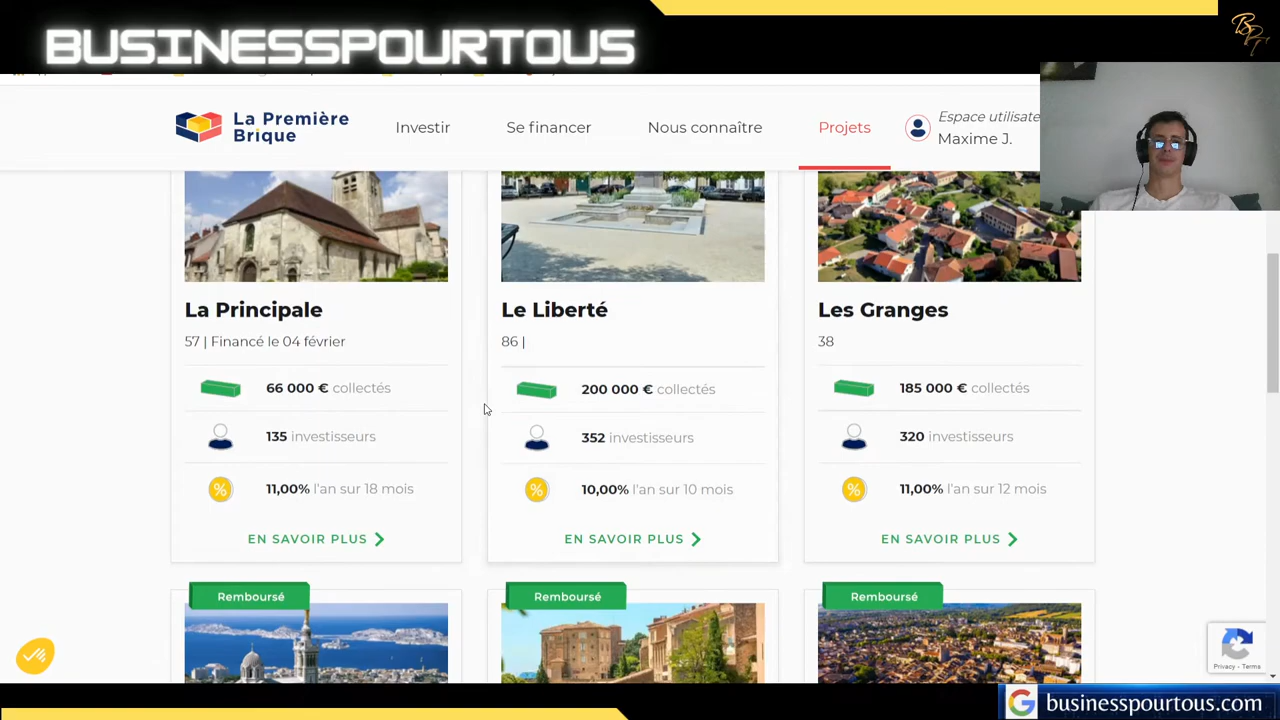 BUSINESSPOURTOUS
La Première
Brique
Investir
Se financer
Nous connaître
Projets
Espace utilisate
Maxime J.
La Principale
57 | Financé le 04 février
66 000 € collectés
135 investisseurs
11,00% l'an sur 18 mois
EN SAVOIR PLUS
Le Liberté
86 |
200 000 € collectés
352 investisseurs
10,00% l'an sur 10 mois
EN SAVOIR PLUS
Les Granges
38
185 000 € collectés
320 investisseurs
11,00% l'an sur 12 mois
EN SAVOIR PLUS
Remboursé
Remboursé
Remboursé
Privacy - Terms
businesspourtous.com